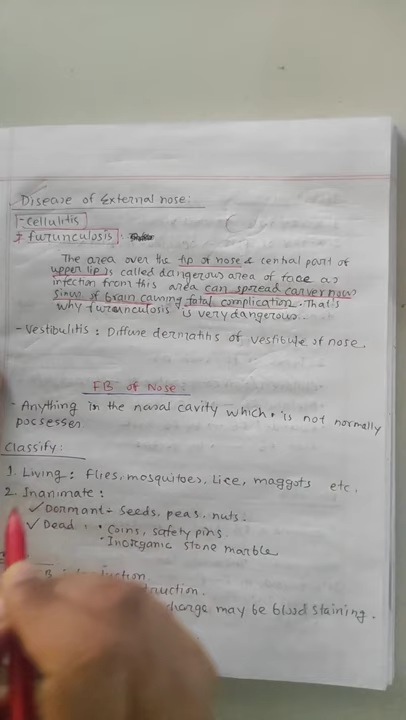 Disease of External nose:
- Cellulitis
* furunculosis:
The area over the tip of nose & central part of
upper lip is called dangerous area of face as
infection from this area can spread cavernous
sinus of brain causing fatal complication. That's
why furunculosis is very dangerous.
- Vestibulitis: Diffuse dermatitis of vestibule of nose.
FB of Nose:
- Anything in the nasal cavity which is not normally
possesser
Classify:
1. Living: Flies, mosquitoes, Lice, maggots etc,
2. Inanimate:
✓ Dormant - Seeds, peas, nuts.
✓ Dead: • Coins, safety pins.
• Inorganic stone marble
charge may be blood staining.